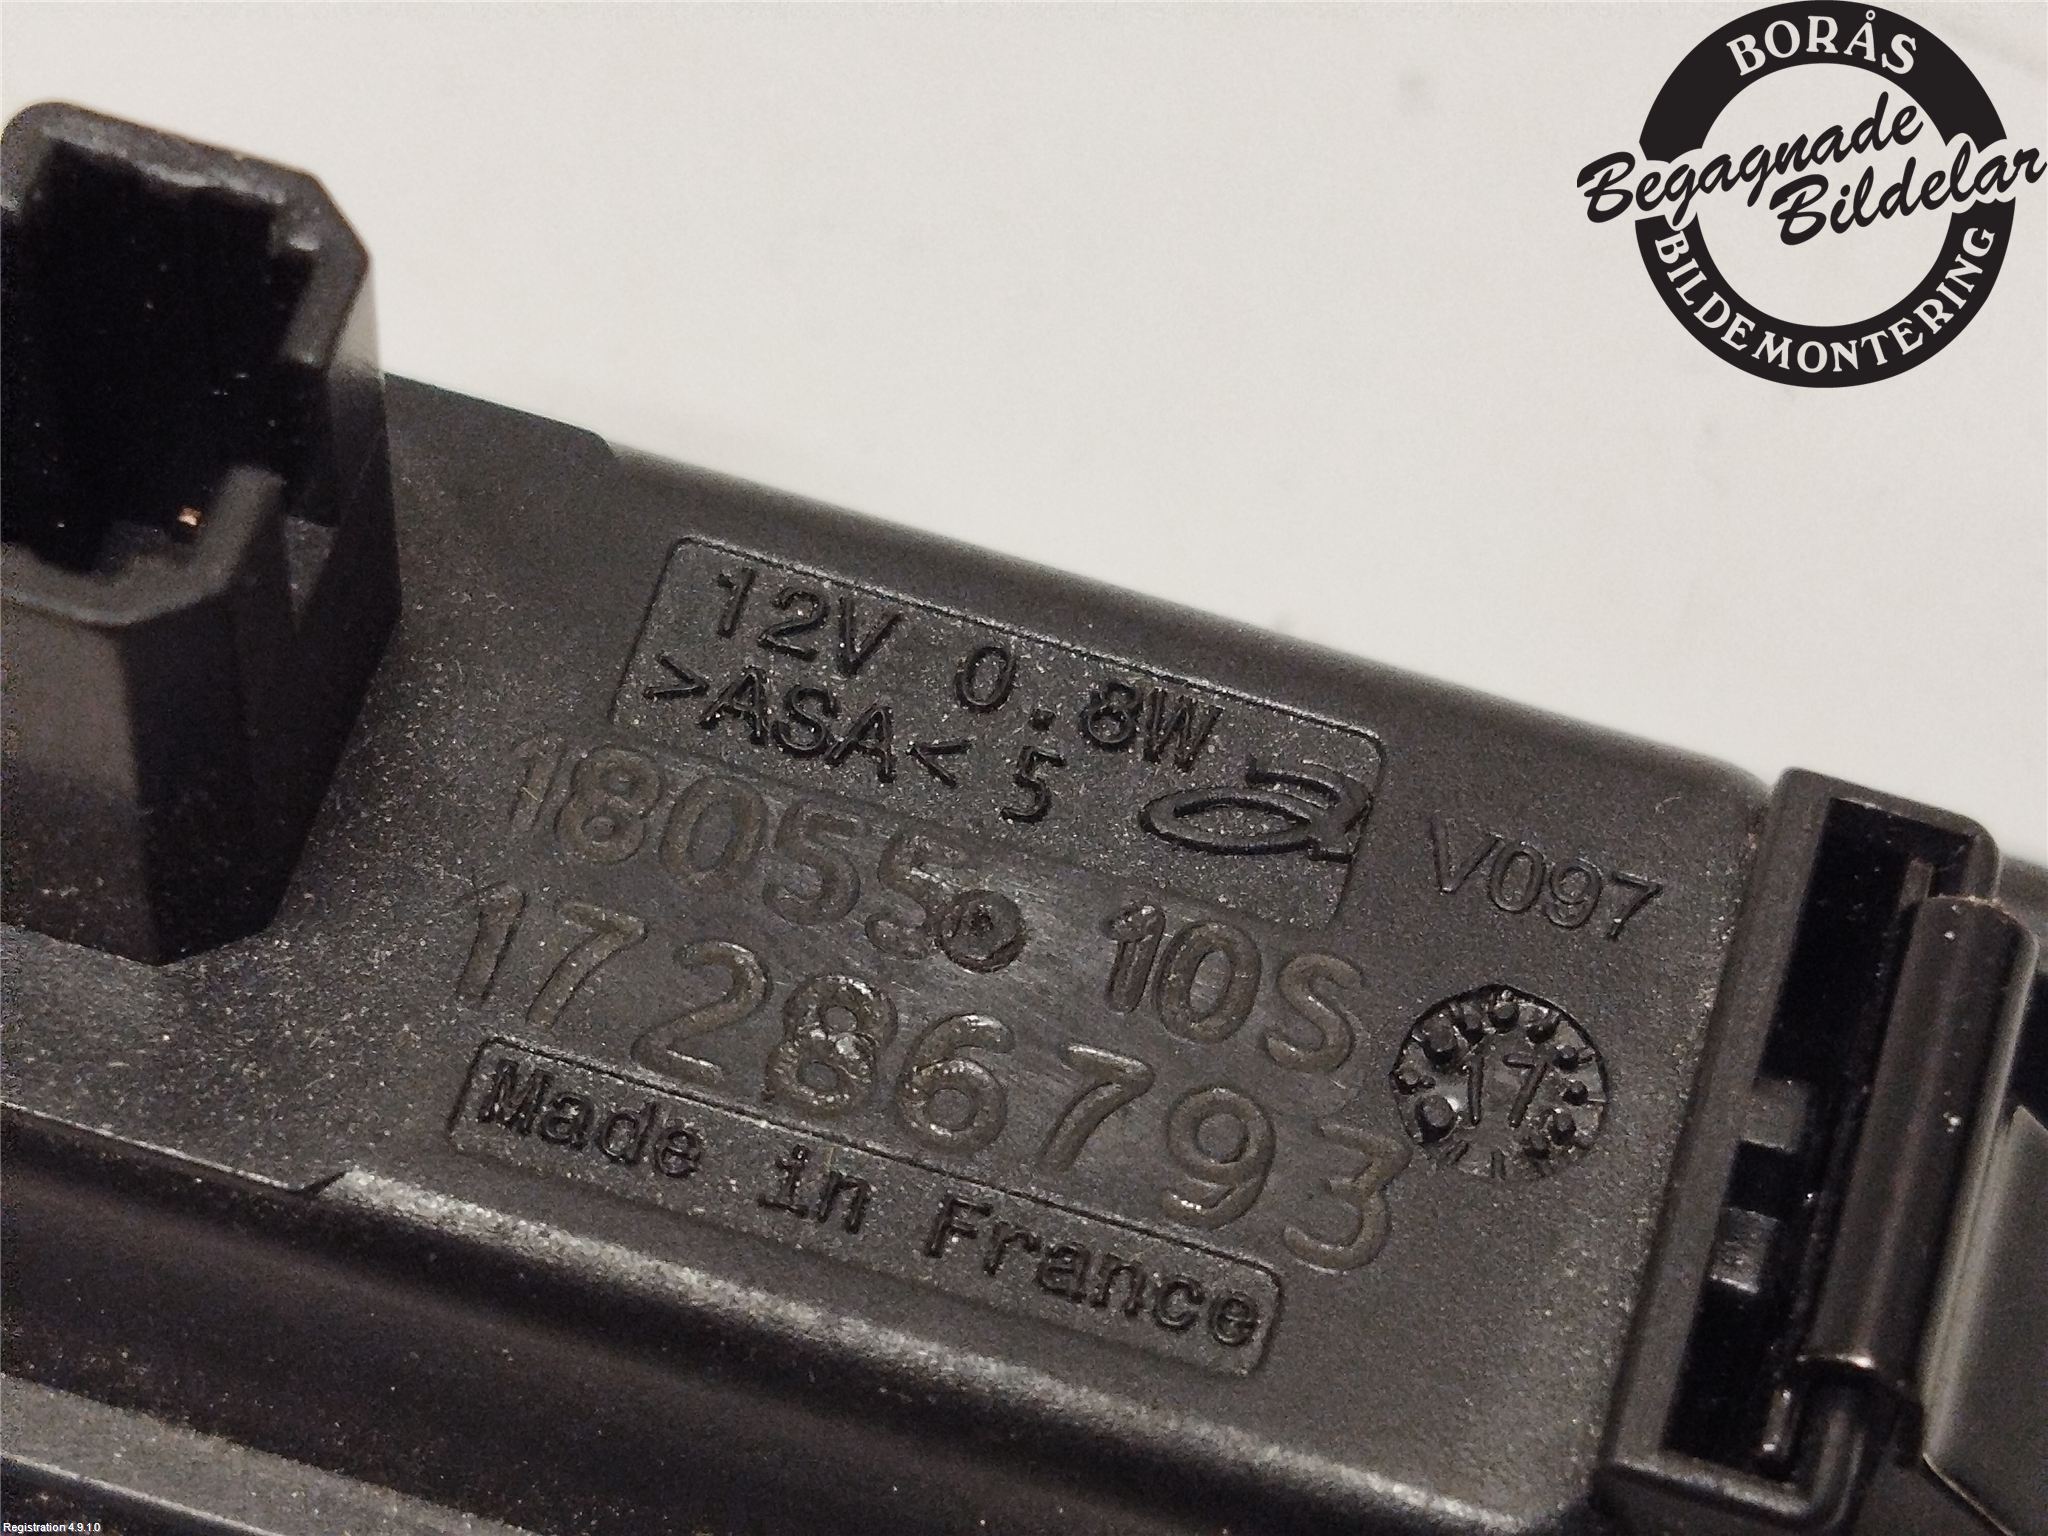 BORÅS
Begagnade
Bildelar
BILDEMONTERING
12V 0.8W
>ASA< 5
V097
18055 10S
17286793
17
Made in France
Registration 4.9.1.0